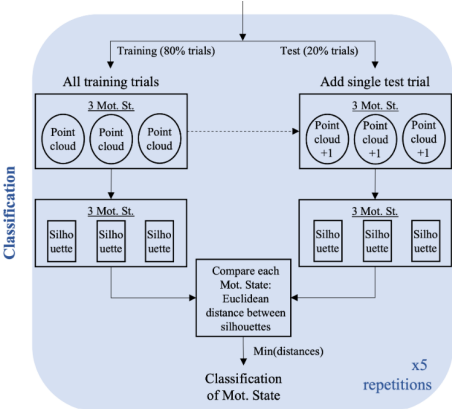 Training (80% trials)
Test (20% trials)
All training trials
Add single test trial
3 Mot. St.
Point
cloud
Point
cloud
Point
cloud
3 Mot. St.
Point
cloud
+1
Point
cloud
+1
Point
cloud
+1
3 Mot. St.
Silho
uette
Silho
uette
Silho
uette
3 Mot. St.
Silho
uette
Silho
uette
Silho
uette
Compare each
Mot. State:
Euclidean
distance between
silhouettes
Min(distances)
Classification
of Mot. State
x5
repetitions
Classification